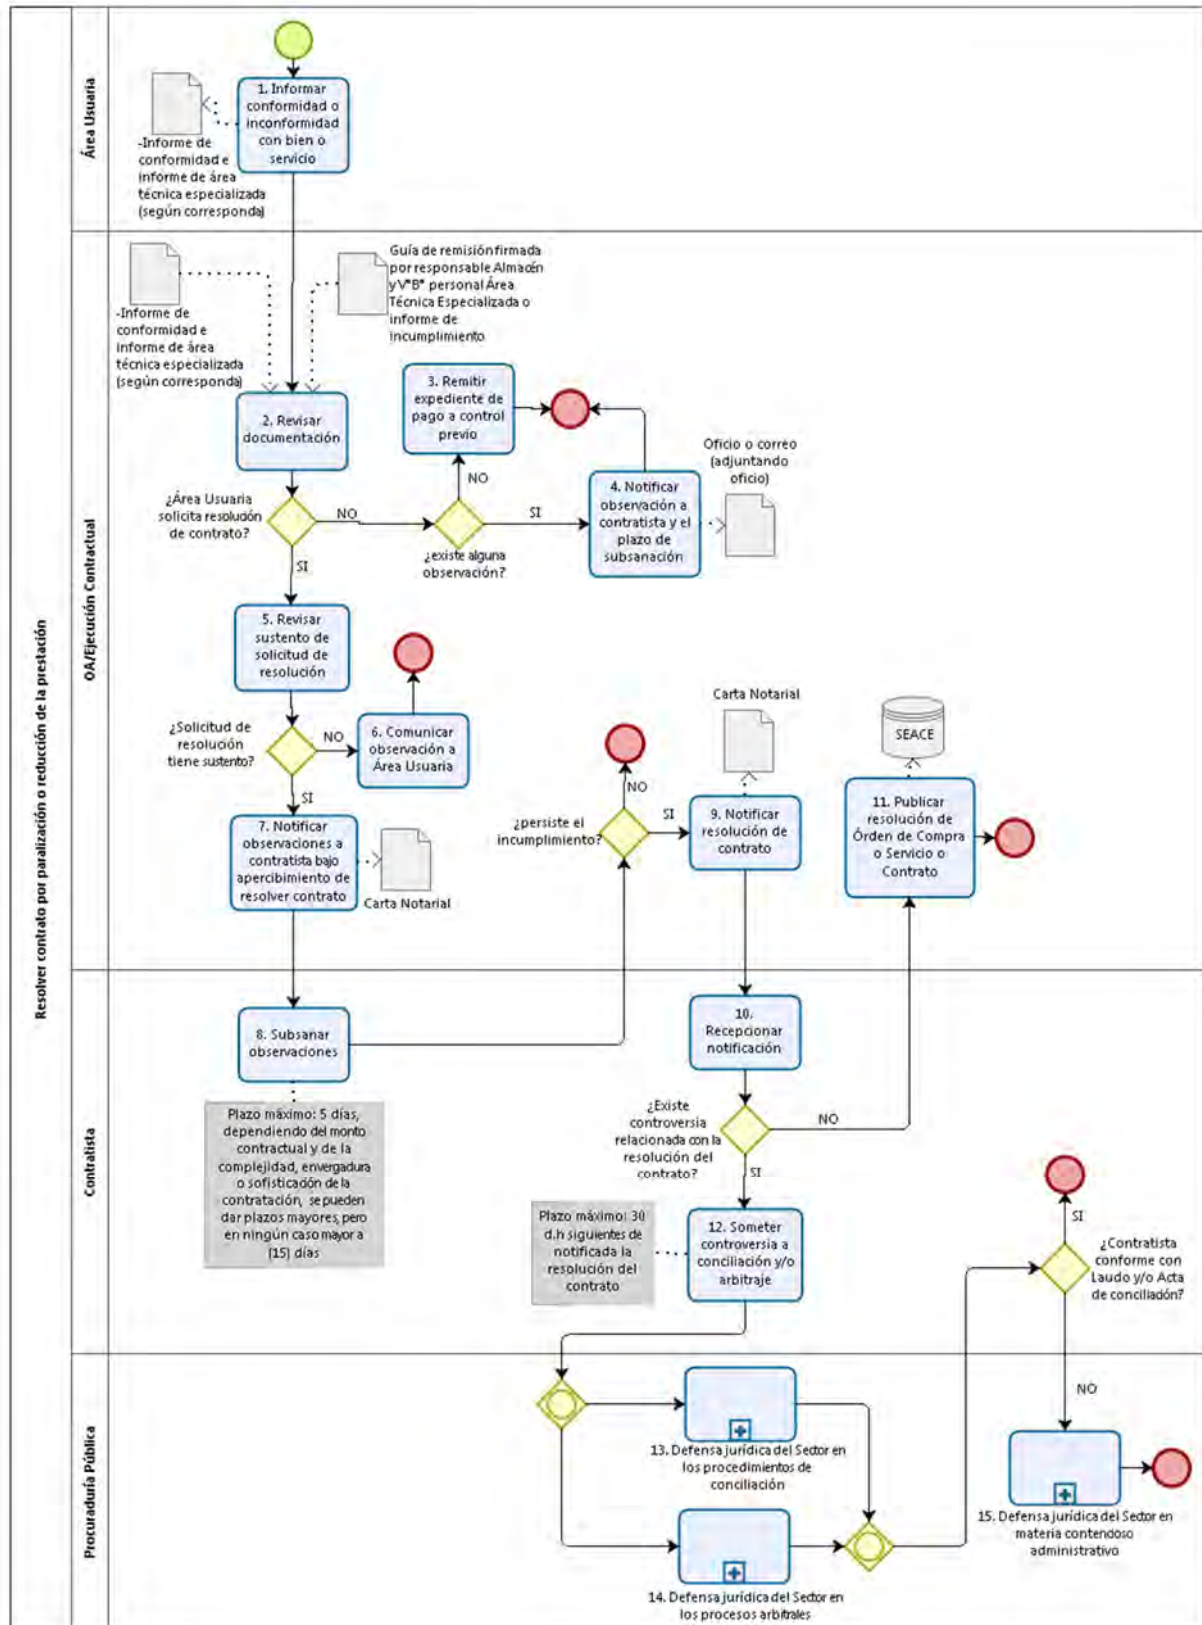 Resolver contrato por paralización o reducción de la prestación
Área Usuaria
1. Informar
conformidad o
inconformidad
con bien o
servicio
-Informe de
conformidad e
informe de área
técnica especializada
(según corresponda)
OA/Ejecución Contractual
-Informe de
conformidad e
informe de área
técnica especializada
(según corresponda)
Guía de remisión firmada
por responsable Almacén
y V°B° personal Área
Técnica Especializada o
informe de
incumplimiento
2. Revisar
documentación
3. Remitir
expediente de
pago a control
previo
Oficio o correo
(adjuntando
oficio)
4. Notificar
observación a
contratista y el
plazo de
subsanación
¿Área Usuaria
solicita resolución
de contrato?
NO
NO
SI
¿existe alguna
observación?
SI
5. Revisar
sustento de
solicitud de
resolución
¿Solicitud de
resolución
tiene sustento?
NO
6. Comunicar
observación a
Área Usuaria
SI
7. Notificar
observaciones a
contratista bajo
apercibimiento de
resolver contrato
Carta Notarial
¿persiste el
incumplimiento?
NO
SI
Carta Notarial
9. Notificar
resolución de
contrato
SEACE
11. Publicar
resolución de
Órden de Compra
o Servicio o
Contrato
Contratista
8. Subsanar
observaciones
Plazo máximo: 5 días,
dependiendo del monto
contractual y de la
complejidad, envergadura
o sofisticación de la
contratación, se pueden
dar plazos mayores, pero
en ningún caso mayor a
(15) días
10.
Recepcionar
notificación
¿Existe
controversia
relacionada con la
resolución del
contrato?
NO
SI
Plazo máximo: 30
d.h siguientes de
notificada la
resolución del
contrato
12. Someter
controversia a
conciliación y/o
arbitraje
SI
¿Contratista
conforme con
Laudo y/o Acta
de conciliación?
NO
Procuraduría Pública
13. Defensa jurídica del Sector en
los procedimientos de
conciliación
14. Defensa jurídica del Sector en
los procesos arbitrales
15. Defensa jurídica del Sector en
materia contencioso
administrativo